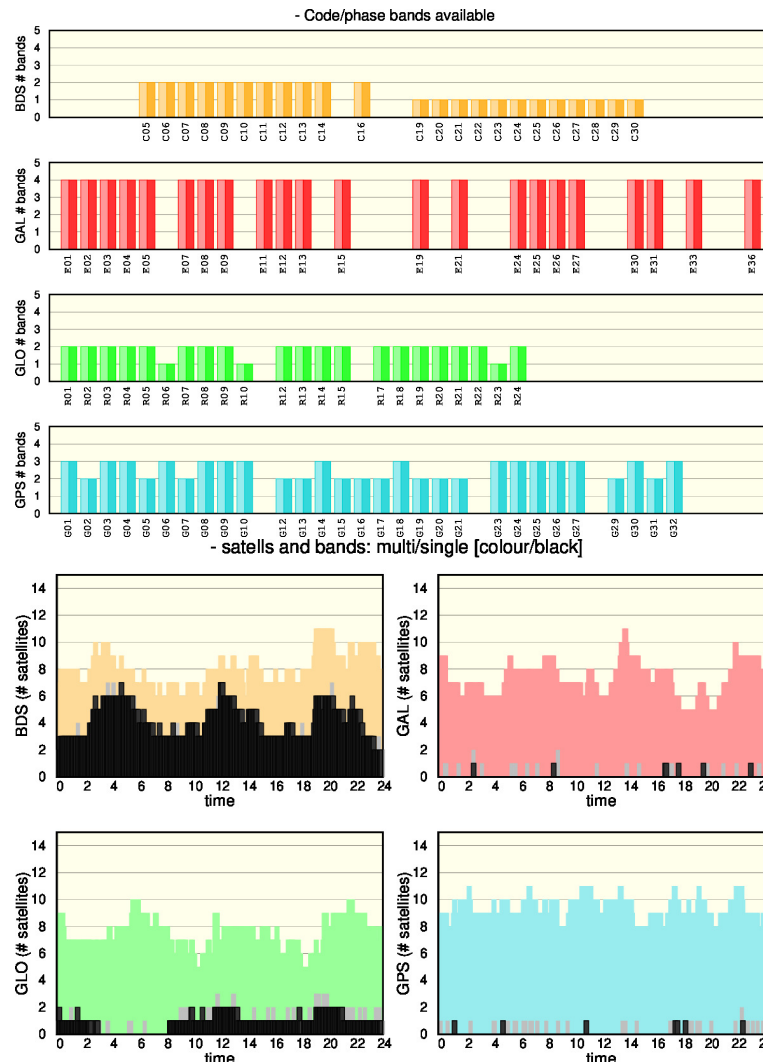 - Code/phase bands available
BDS # bands
5
4
3
2
1
0
C05 C06 C07 C08 C09 C10 C11 C12 C13 C14 C16 C19 C20 C21 C22 C23 C24 C25 C26 C27 C28 C29 C30
GAL # bands
5
4
3
2
1
0
E01 E02 E03 E04 E05 E07 E08 E09 E11 E12 E13 E15 E19 E21 E24 E25 E26 E27 E30 E31 E33 E36
GLO # bands
5
4
3
2
1
0
R01 R02 R03 R04 R05 R06 R07 R08 R09 R10 R12 R13 R14 R15 R17 R18 R19 R20 R21 R22 R23 R24
GPS # bands
5
4
3
2
1
0
G01 G02 G03 G04 G05 G06 G07 G08 G09 G10 G12 G13 G14 G15 G16 G17 G18 G19 G20 G21 G23 G24 G25 G26 G27 G29 G30 G31 G32
- satells and bands: multi/single [colour/black]
BDS (# satellites)
14
12
10
8
6
4
2
0
0 2 4 6 8 10 12 14 16 18 20 22 24
time
GAL (# satellites)
14
12
10
8
6
4
2
0
0 2 4 6 8 10 12 14 16 18 20 22
time
GLO (# satellites)
14
12
10
8
6
4
2
0
0 2 4 6 8 10 12 14 16 18 20 22 24
time
GPS (# satellites)
14
12
10
8
6
4
2
0
0 2 4 6 8 10 12 14 16 18 20 22
time